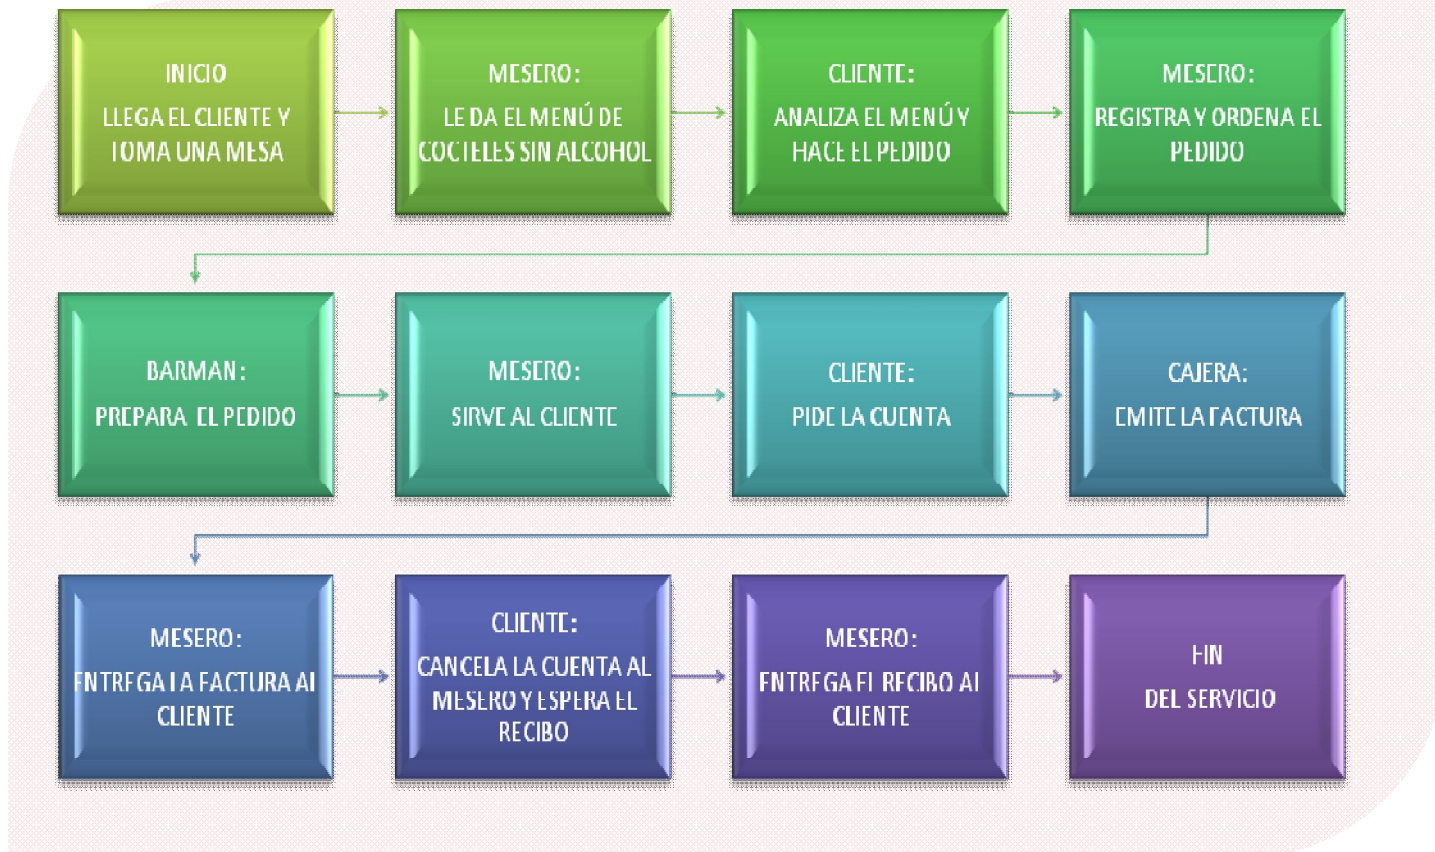 INICIO
LLEGA EL CLIENTE Y
TOMA UNA MESA
MESERO:
LE DA EL MENÚ DE
COCTELES SIN ALCOHOL
CLIENTE:
ANALIZA EL MENÚ Y
HACE EL PEDIDO
MESERO:
REGISTRA Y ORDENA EL
PEDIDO
BARMAN:
PREPARA EL PEDIDO
MESERO:
SIRVE AL CLIENTE
CLIENTE:
PIDE LA CUENTA
CAJERA:
EMITE LA FACTURA
MESERO:
ENTREGA LA FACTURA AL
CLIENTE
CLIENTE:
CANCELA LA CUENTA AL
MESERO Y ESPERA EL
RECIBO
MESERO:
ENTREGA EL RECIBO AL
CLIENTE
FIN
DEL SERVICIO